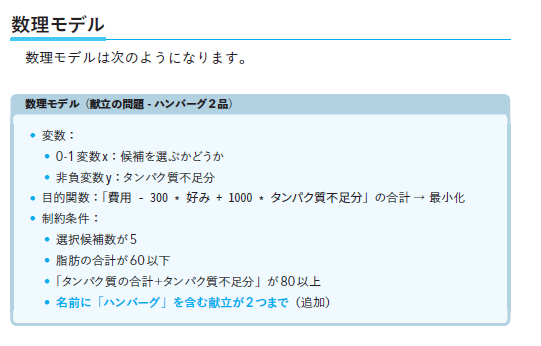 数理モデル
数理モデルは次のようになります。
数理モデル（献立の問題 - ハンバーグ２品）
• 変数：
• 0-1 変数 x：候補を選ぶかどうか
• 非負変数 y：タンパク質不足分
• 目的関数：「費用 - 300 * 好み + 1000 * タンパク質不足分」の合計 → 最小化
• 制約条件：
• 選択候補数が 5
• 脂肪の合計が 60 以下
• 「タンパク質の合計+タンパク質不足分」が 80 以上
• 名前に「ハンバーグ」を含む献立が 2 つまで（追加）